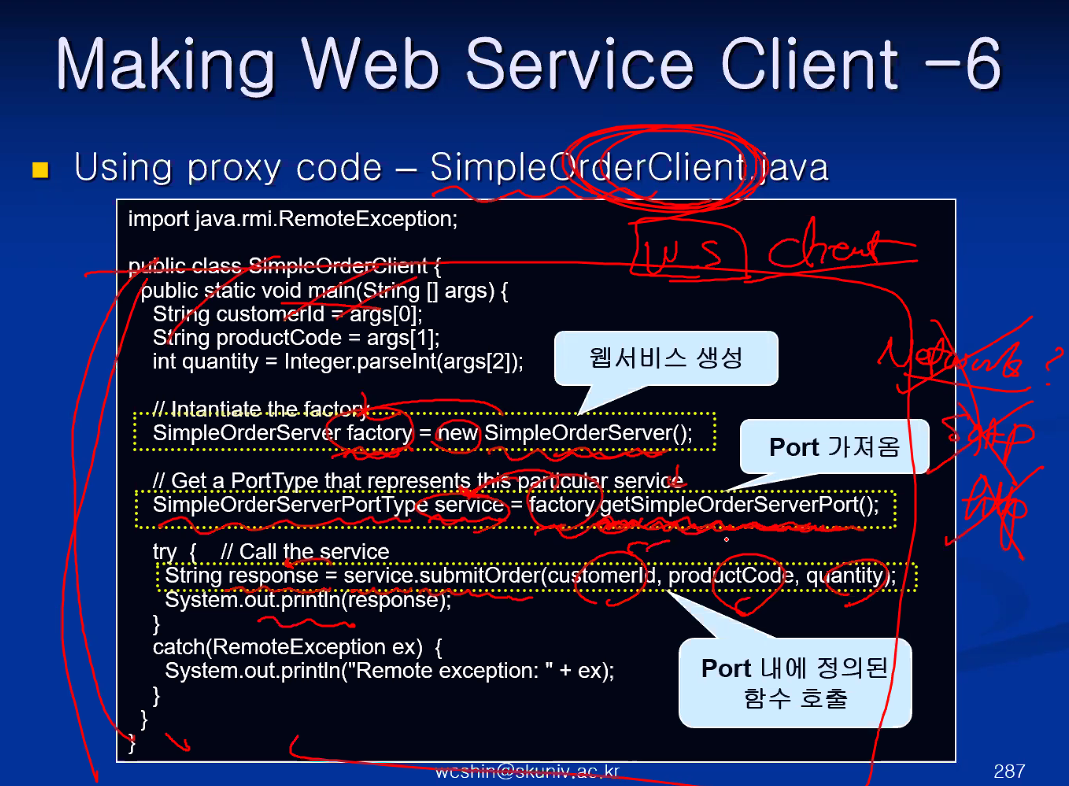 Making Web Service Client -6
Using proxy code – SimpleOrderClient.java
WS client
import java.rmi.RemoteException;
public class SimpleOrderClient {
public static void main(String [] args) {
String customerId = args[0];
String productCode = args[1];
int quantity = Integer.parseInt(args[2]);
웹서비스 생성
Network ?
// Intantiate the factory
SimpleOrderServer factory = new SimpleOrderServer();
Soap
Port 가져옴
// Get a PortType that represents this particular service
SimpleOrderServerPortType service = factory.getSimpleOrderServerPort();
http
try { // Call the service
String response = service.submitOrder(customerId, productCode, quantity);
System.out.println(response);
}
catch(RemoteException ex) {
System.out.println("Remote exception: " + ex);
}
}
}
Port 내에 정의된
함수 호출
wcshin@skuniv.ac.kr
287